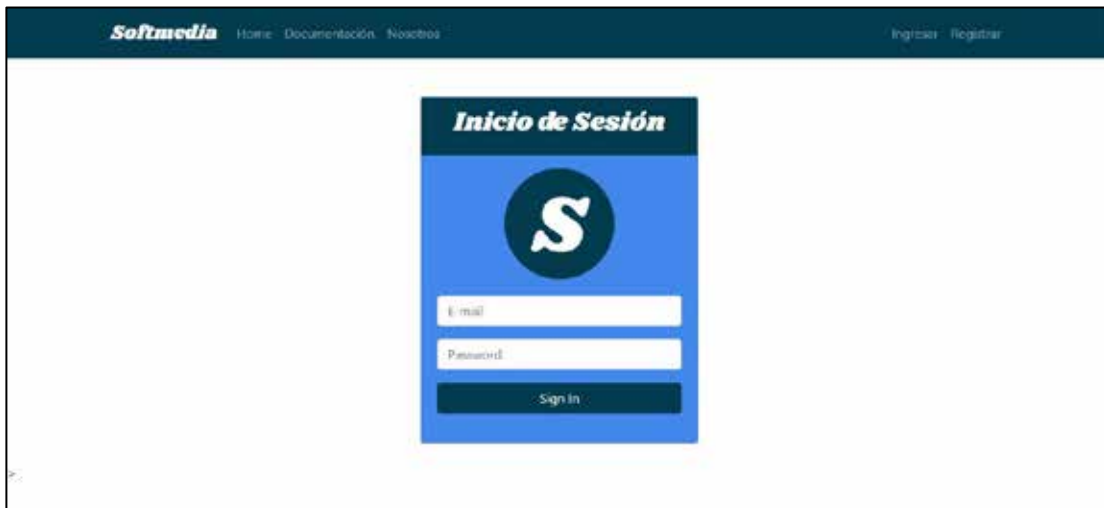 Softmedia Home Documentación Nosotros Ingresar Registrar
Inicio de Sesión
S
E-mail
Password
Sign In
>